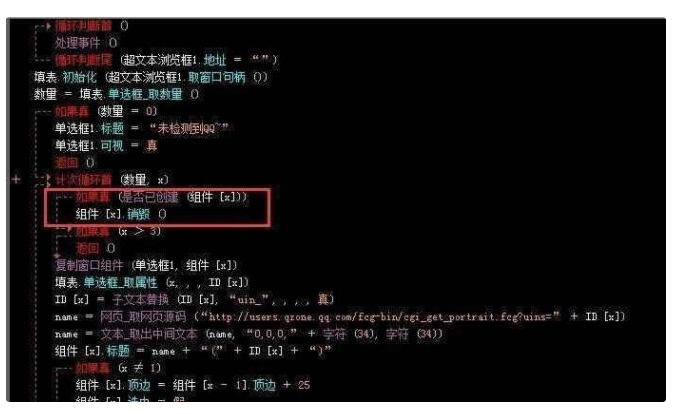 循环判断首 ()
处理事件 ()
循环判断尾 (超文本浏览框1.地址 = “”)
填表.初始化 (超文本浏览框1.取窗口句柄 ())
数量 = 填表.单选框_取数量 ()
如果真 (数量 = 0)
单选框1.标题 = “未检测到QQ~”
单选框1.可视 = 真
返回 ()
+ 计次循环首 (数量, x)
如果真 (是否已创建 (组件 [x]))
组件 [x].销毁 ()
如果真 (x > 3)
返回 ()
复制窗口组件 (单选框1, 组件 [x])
填表.单选框_取属性 (x, , , ID [x])
ID [x] = 子文本替换 (ID [x], “uin_”, , , , 真)
name = 网页_取网页源码 (“http://users.qzone.qq.com/fcg-bin/cgi_get_portrait.fcg?uins=” + ID [x])
name = 文本_取出中间文本 (name, “0,0,0,” + 字符 (34), 字符 (34))
组件 [x].标题 = name + “(” + ID [x] + “)”
如果真 (x ≠ 1)
组件 [x].顶边 = 组件 [x - 1].顶边 + 25
组件 [x].选中 = 假